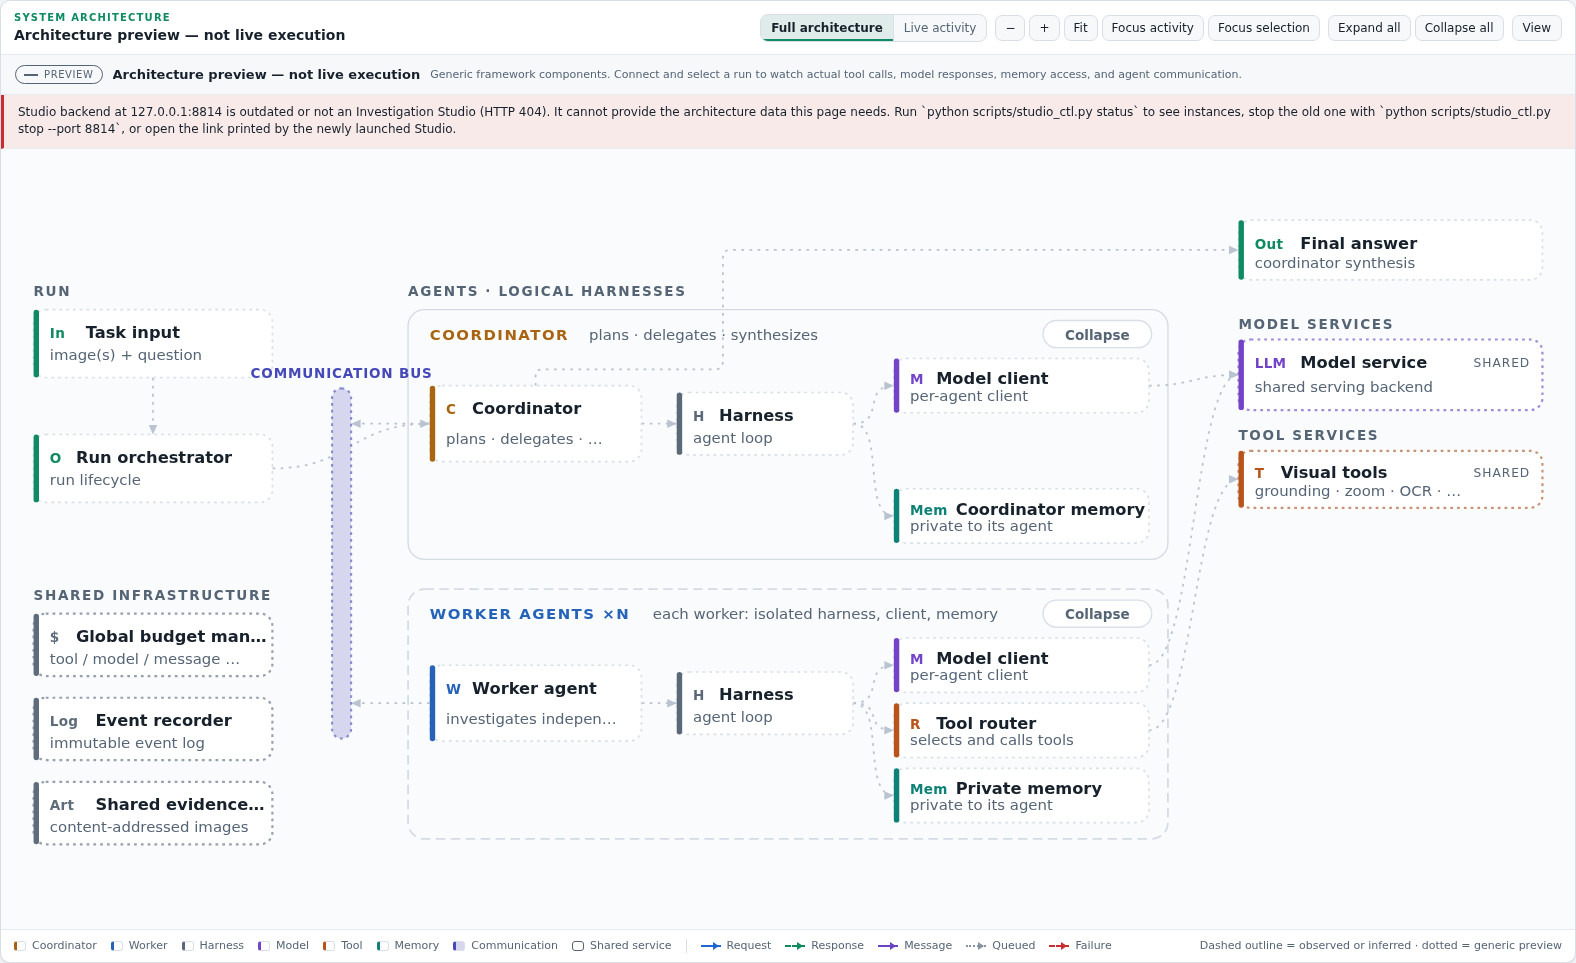 SYSTEM ARCHITECTURE
Architecture preview — not live execution
Full architecture
Live activity
−
+
Fit
Focus activity
Focus selection
Expand all
Collapse all
View
PREVIEW
Architecture preview — not live execution
Generic framework components. Connect and select a run to watch actual tool calls, model responses, memory access, and agent communication.
Studio backend at 127.0.0.1:8814 is outdated or not an Investigation Studio (HTTP 404). It cannot provide the architecture data this page needs. Run `python scripts/studio_ctl.py status` to see instances, stop the old one with `python scripts/studio_ctl.py
stop --port 8814`, or open the link printed by the newly launched Studio.
RUN
In Task input
image(s) + question
O Run orchestrator
run lifecycle
COMMUNICATION BUS
SHARED INFRASTRUCTURE
$ Global budget man…
tool / model / message …
Log Event recorder
immutable event log
Art Shared evidence…
content-addressed images
AGENTS · LOGICAL HARNESSES
COORDINATOR plans · delegates · synthesizes
Collapse
C Coordinator
plans · delegates · …
H Harness
agent loop
M Model client
per-agent client
Mem Coordinator memory
private to its agent
WORKER AGENTS ×N each worker: isolated harness, client, memory
Collapse
W Worker agent
investigates indepen…
H Harness
agent loop
M Model client
per-agent client
R Tool router
selects and calls tools
Mem Private memory
private to its agent
Out Final answer
coordinator synthesis
MODEL SERVICES
LLM Model service SHARED
shared serving backend
TOOL SERVICES
T Visual tools SHARED
grounding · zoom · OCR · …
Coordinator
Worker
Harness
Model
Tool
Memory
Communication
Shared service
Request
Response
Message
Queued
Failure
Dashed outline = observed or inferred · dotted = generic preview